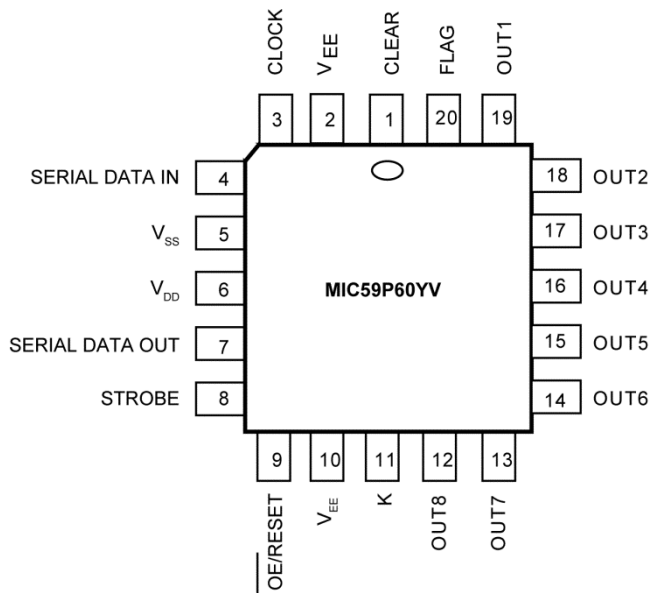 CLOCK
VEE
CLEAR
FLAG
OUT1
3
2
1
20
19
SERIAL DATA IN
4
18
OUT2
VSS
5
17
OUT3
VDD
6
MIC59P60YV
16
OUT4
SERIAL DATA OUT
7
15
OUT5
STROBE
8
14
OUT6
9
10
11
12
13
OE/RESET
VEE
K
OUT8
OUT7